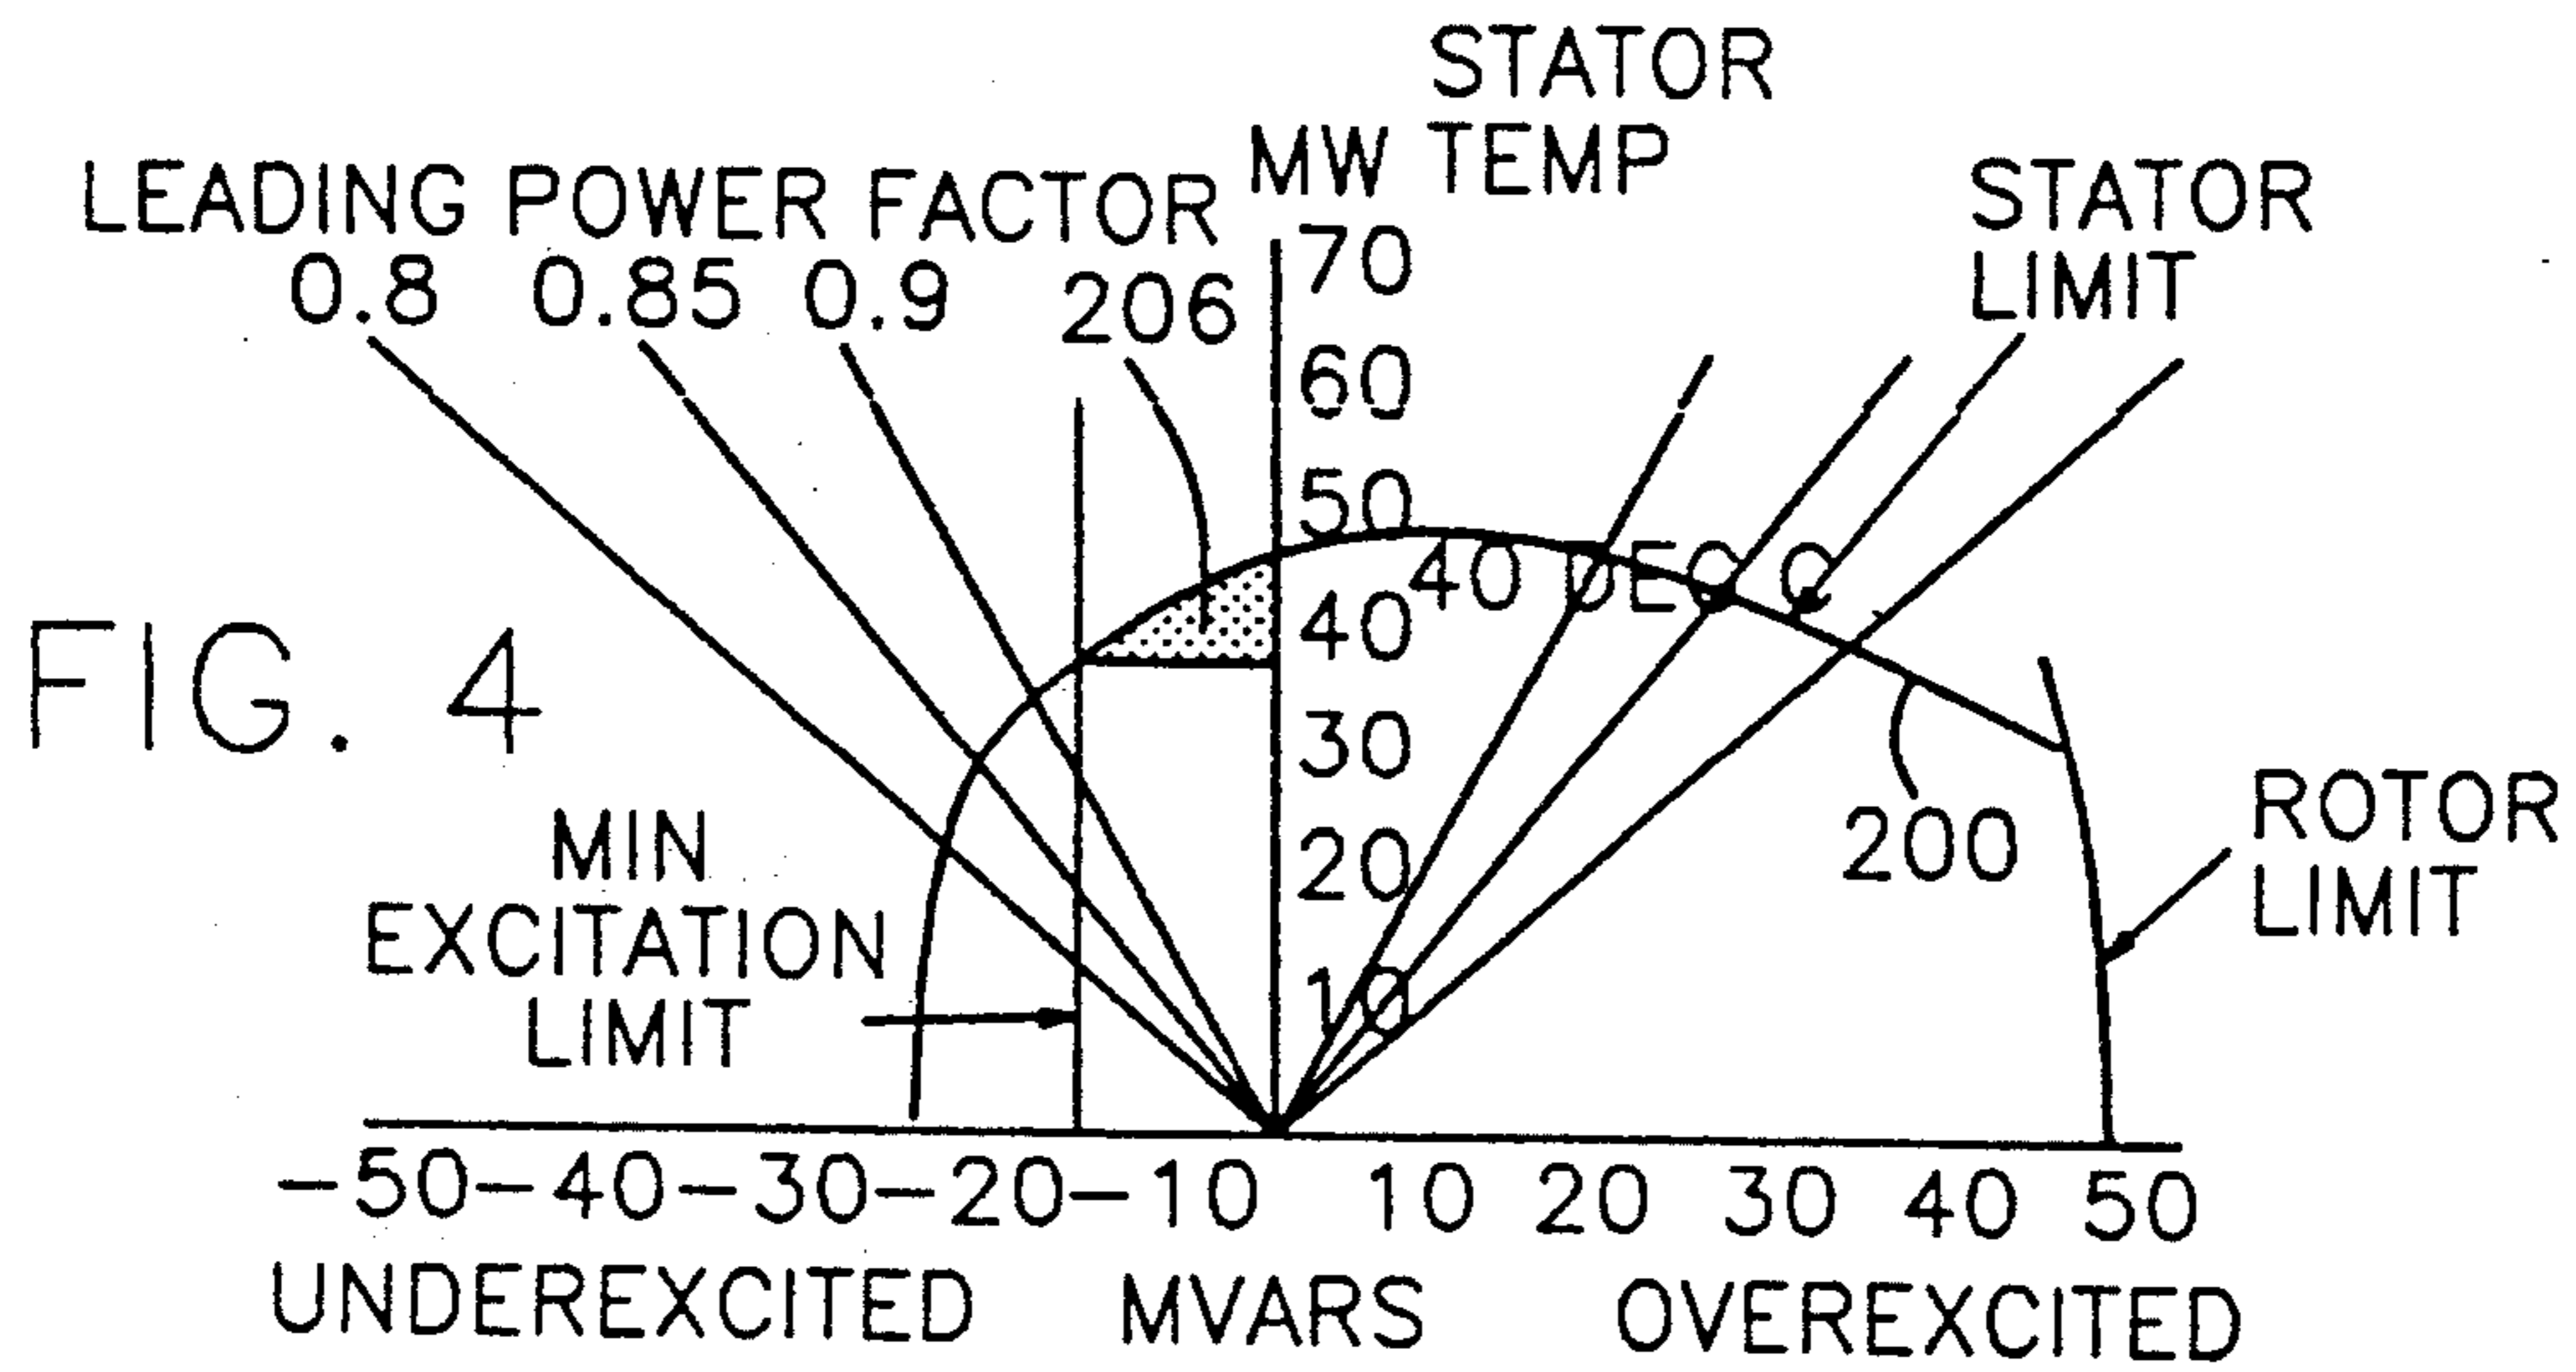 STATOR
TEMP
MW
LEADING POWER FACTOR
0.8 0.85 0.9
206
STATOR
LIMIT
70
60
50
40 DEG C
40
30
20
10
FIG. 4
MIN
EXCITATION
LIMIT
200
ROTOR
LIMIT
-50-40-30-20-10 10 20 30 40 50
UNDEREXCITED MVARS OVEREXCITED